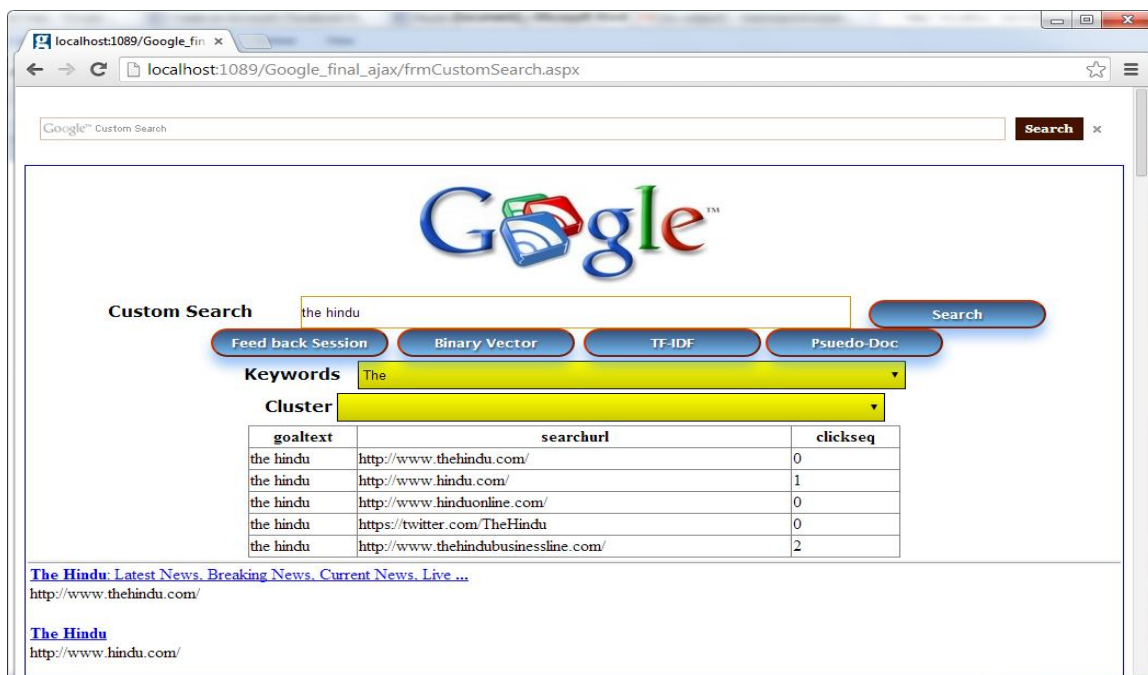 localhost:1089/Google_fin
localhost:1089/Google_final_ajax/frmCustomSearch.aspx
Google™ Custom Search
Search
Google™
Custom Search the hindu Search
Feed back Session Binary Vector TF-IDF Psuedo-Doc
Keywords The
Cluster
goaltext searchurl clickseq
the hindu http://www.thehindu.com/ 0
the hindu http://www.hindu.com/ 1
the hindu http://www.hinduonline.com/ 0
the hindu https://twitter.com/TheHindu 0
the hindu http://www.thehindubusinessline.com/ 2
The Hindu: Latest News, Breaking News, Current News, Live ...
http://www.thehindu.com/
The Hindu
http://www.hindu.com/